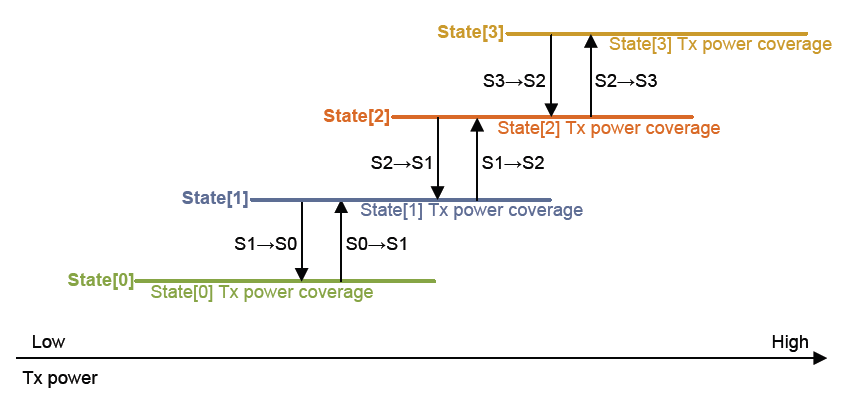 State[3]
State[3] Tx power coverage
S3→S2
S2→S3
State[2]
State[2] Tx power coverage
S2→S1
S1→S2
State[1]
State[1] Tx power coverage
S1→S0
S0→S1
State[0]
State[0] Tx power coverage
Low
High
Tx power